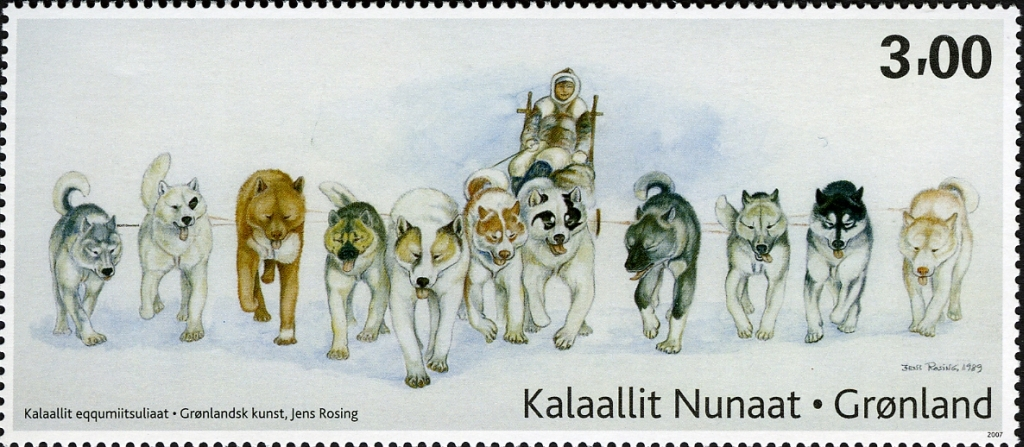 3,00
Jens Rosing, 1989
Kalaallit eqqumiitsuliaat • Grønlandsk kunst, Jens Rosing
Kalaallit Nunaat • Grønland
2007